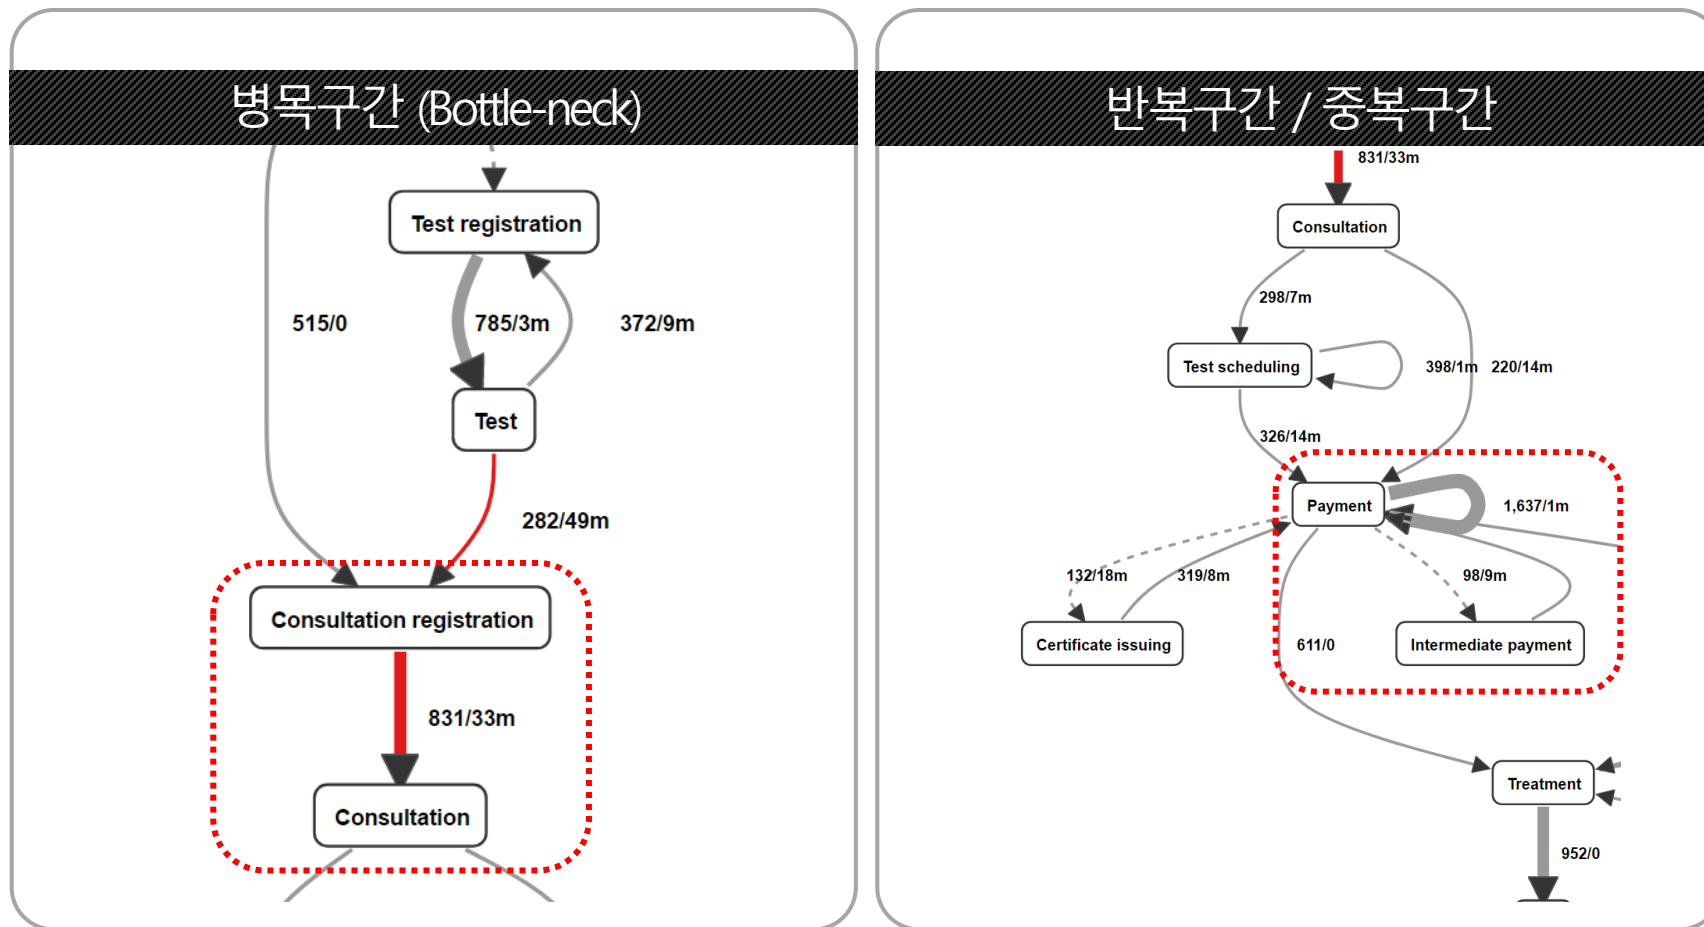 병목구간 (Bottle-neck)
Test registration
515/0
785/3m
372/9m
Test
282/49m
Consultation registration
831/33m
Consultation
반복구간 / 중복구간
831/33m
Consultation
298/7m
Test scheduling
398/1m
220/14m
326/14m
Payment
1,637/1m
132/18m
319/8m
98/9m
Certificate issuing
611/0
Intermediate payment
Treatment
952/0